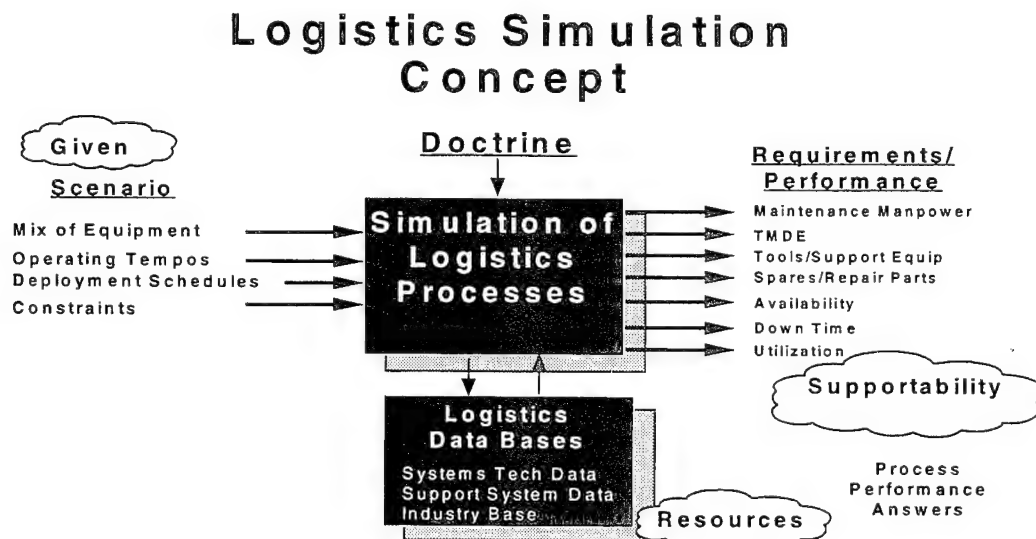 Logistics Simulation
Concept
Given
Scenario
Mix of Equipment
Operating Tempos
Deployment Schedules
Constraints
Doctrine
Simulation of
Logistics
Processes
Requirements/
Performance
Maintenance Manpower
TMDE
Tools/Support Equip
Spares/Repair Parts
Availability
Down Time
Utilization
Supportability
Process
Performance
Answers
Logistics
Data Bases
Systems Tech Data
Support System Data
Industry Base
Resources